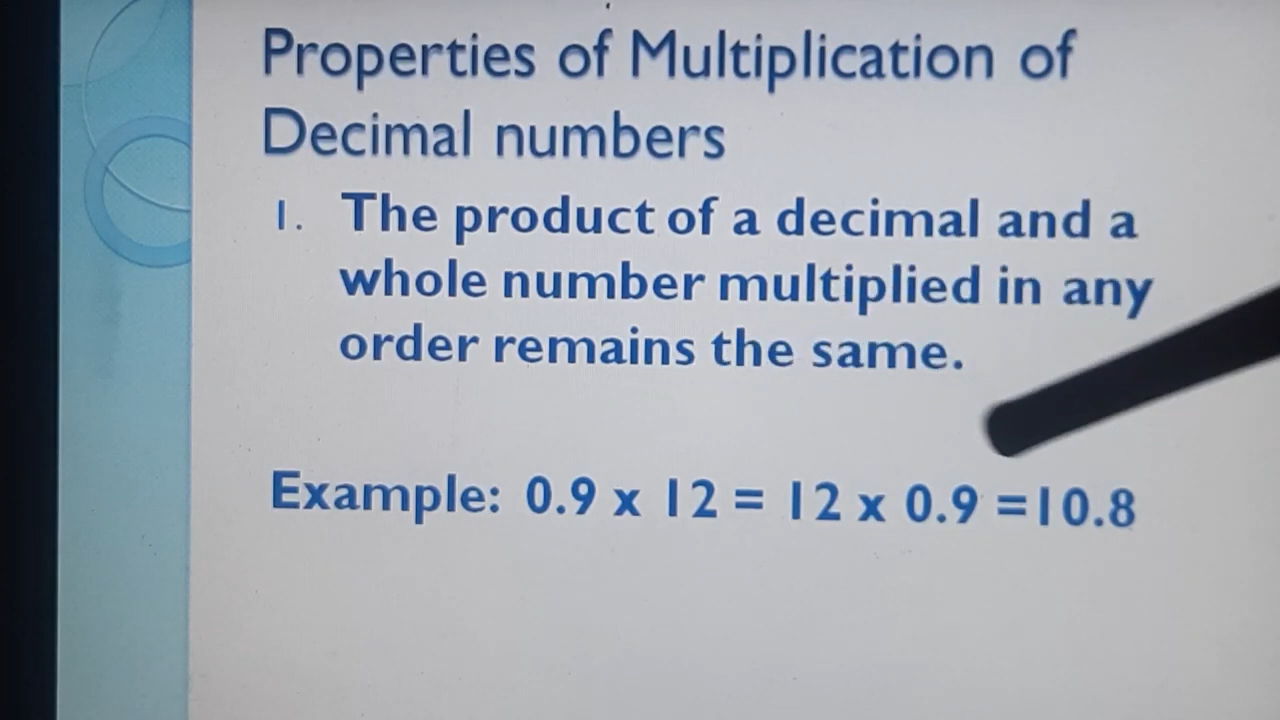 Properties of Multiplication of
Decimal numbers
1. The product of a decimal and a
whole number multiplied in any
order remains the same.
Example: 0.9 x 12 = 12 x 0.9 =10.8